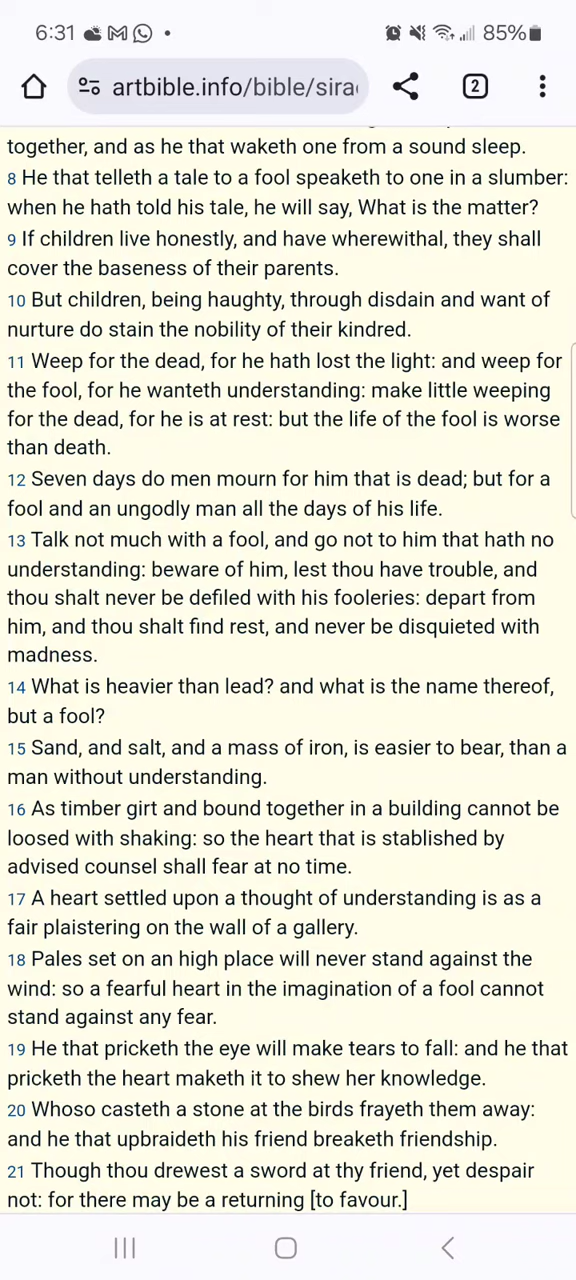 6:31
85%
artbible.info/bible/sira
2
together, and as he that waketh one from a sound sleep.
8 He that telleth a tale to a fool speaketh to one in a slumber:
when he hath told his tale, he will say, What is the matter?
9 If children live honestly, and have wherewithal, they shall
cover the baseness of their parents.
10 But children, being haughty, through disdain and want of
nurture do stain the nobility of their kindred.
11 Weep for the dead, for he hath lost the light: and weep for
the fool, for he wanteth understanding: make little weeping
for the dead, for he is at rest: but the life of the fool is worse
than death.
12 Seven days do men mourn for him that is dead; but for a
fool and an ungodly man all the days of his life.
13 Talk not much with a fool, and go not to him that hath no
understanding: beware of him, lest thou have trouble, and
thou shalt never be defiled with his fooleries: depart from
him, and thou shalt find rest, and never be disquieted with
madness.
14 What is heavier than lead? and what is the name thereof,
but a fool?
15 Sand, and salt, and a mass of iron, is easier to bear, than a
man without understanding.
16 As timber girt and bound together in a building cannot be
loosed with shaking: so the heart that is stablished by
advised counsel shall fear at no time.
17 A heart settled upon a thought of understanding is as a
fair plaistering on the wall of a gallery.
18 Pales set on an high place will never stand against the
wind: so a fearful heart in the imagination of a fool cannot
stand against any fear.
19 He that pricketh the eye will make tears to fall: and he that
pricketh the heart maketh it to shew her knowledge.
20 Whoso casteth a stone at the birds frayeth them away:
and he that upbraideth his friend breaketh friendship.
21 Though thou drewest a sword at thy friend, yet despair
not: for there may be a returning [to favour.]